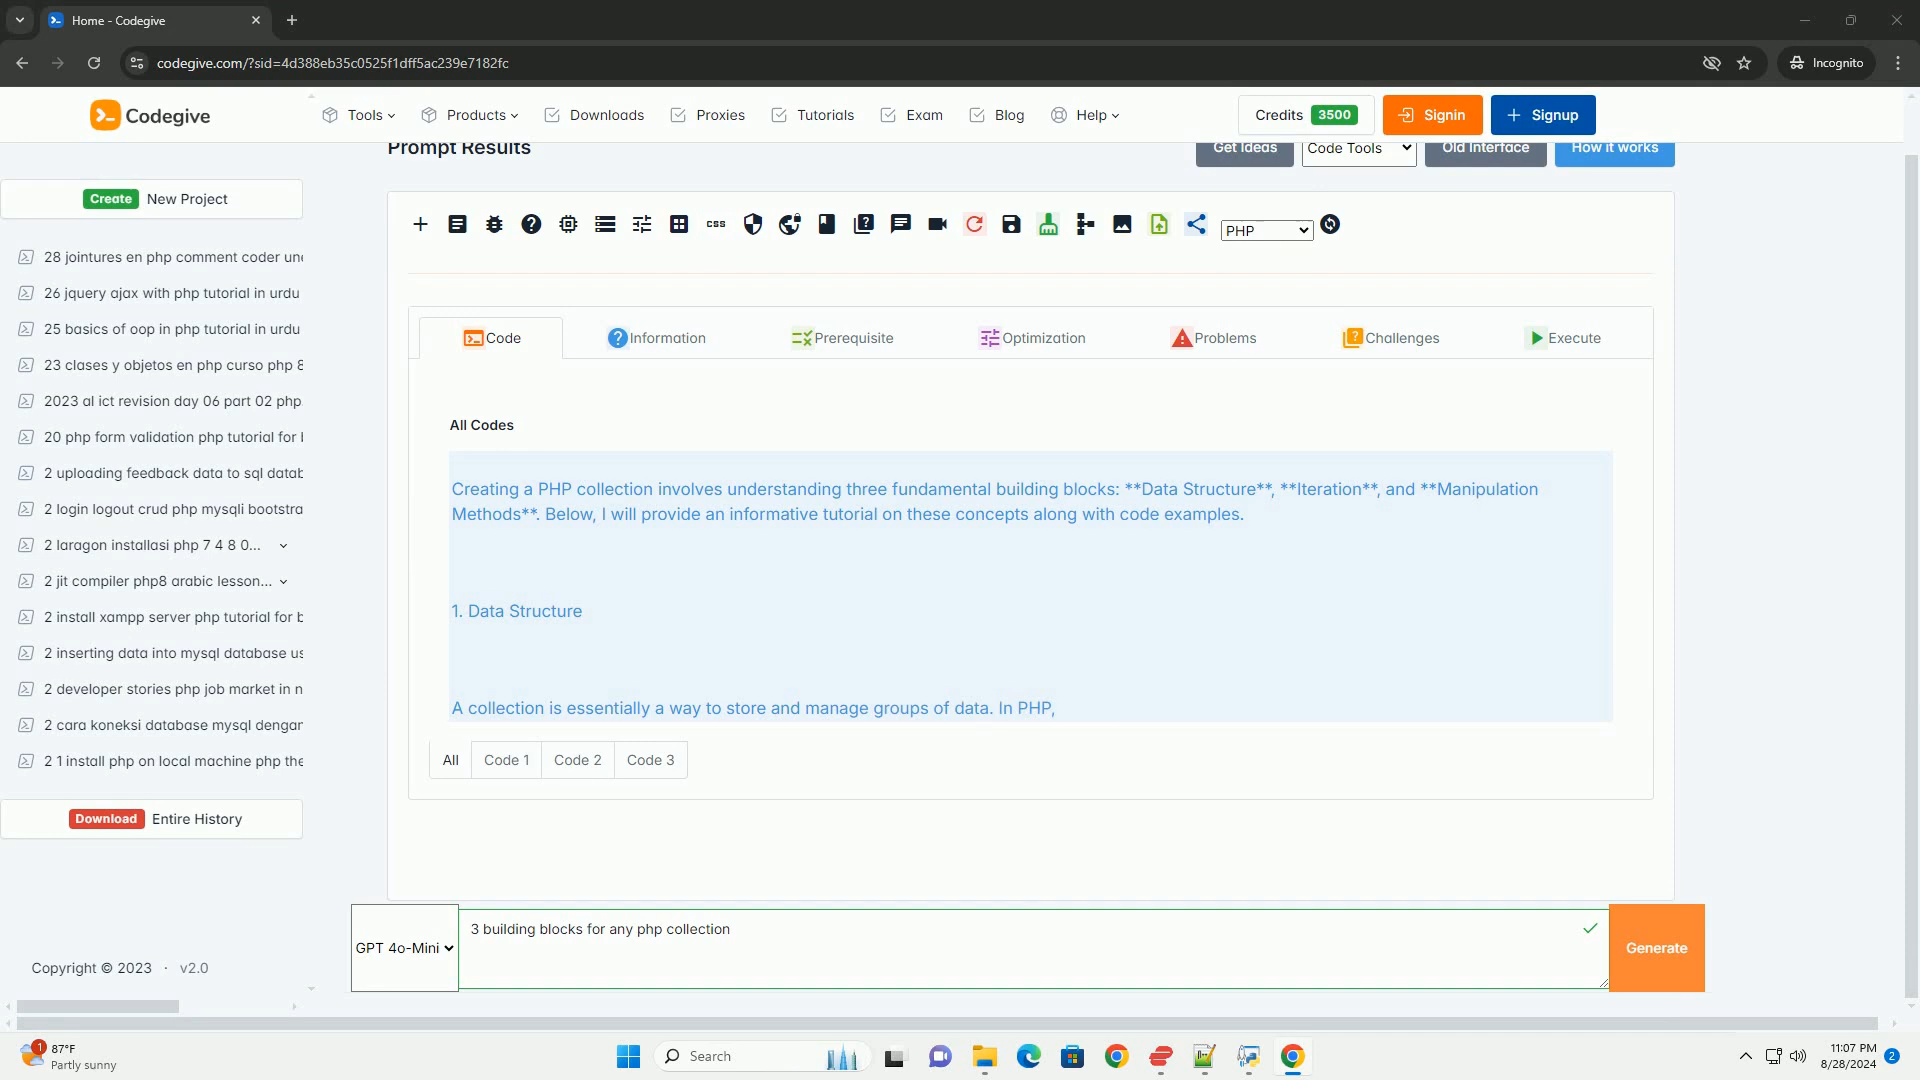 Home - Codegive
codegive.com/?sid=4d388eb35c0525f1dff5ac239e7182fc
Incognito
Codegive
Tools
Products
Downloads
Proxies
Tutorials
Exam
Blog
Help
Credits 3500
Signin
Signup
Prompt Results
Get Ideas
Code Tools
Old Interface
How it works
Create New Project
28 jointures en php comment coder une
26 jquery ajax with php tutorial in urdu
25 basics of oop in php tutorial in urdu
23 clases y objetos en php curso php 8
2023 al ict revision day 06 part 02 php
20 php form validation php tutorial for
2 uploading feedback data to sql datab
2 login logout crud php mysqli bootstra
2 laragon installasi php 7 4 8 0...
2 jit compiler php8 arabic lesson...
2 install xampp server php tutorial for b
2 inserting data into mysql database us
2 developer stories php job market in n
2 cara koneksi database mysql dengan
2 1 install php on local machine php the
Download Entire History
Copyright © 2023 · v2.0
css
PHP
Code
Information
Prerequisite
Optimization
Problems
Challenges
Execute
All Codes
Creating a PHP collection involves understanding three fundamental building blocks: **Data Structure**, **Iteration**, and **Manipulation
Methods**. Below, I will provide an informative tutorial on these concepts along with code examples.
1. Data Structure
A collection is essentially a way to store and manage groups of data. In PHP,
All
Code 1
Code 2
Code 3
GPT 4o-Mini
3 building blocks for any php collection
Generate
1
87°F
Partly sunny
Search
11:07 PM
8/28/2024
2